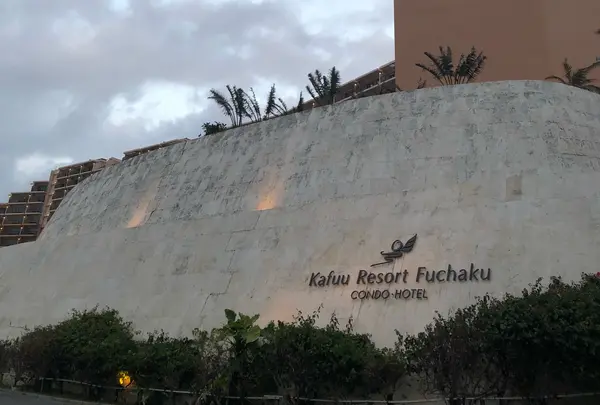 Kafuu Resort Fuchaku
CONDO·HOTEL